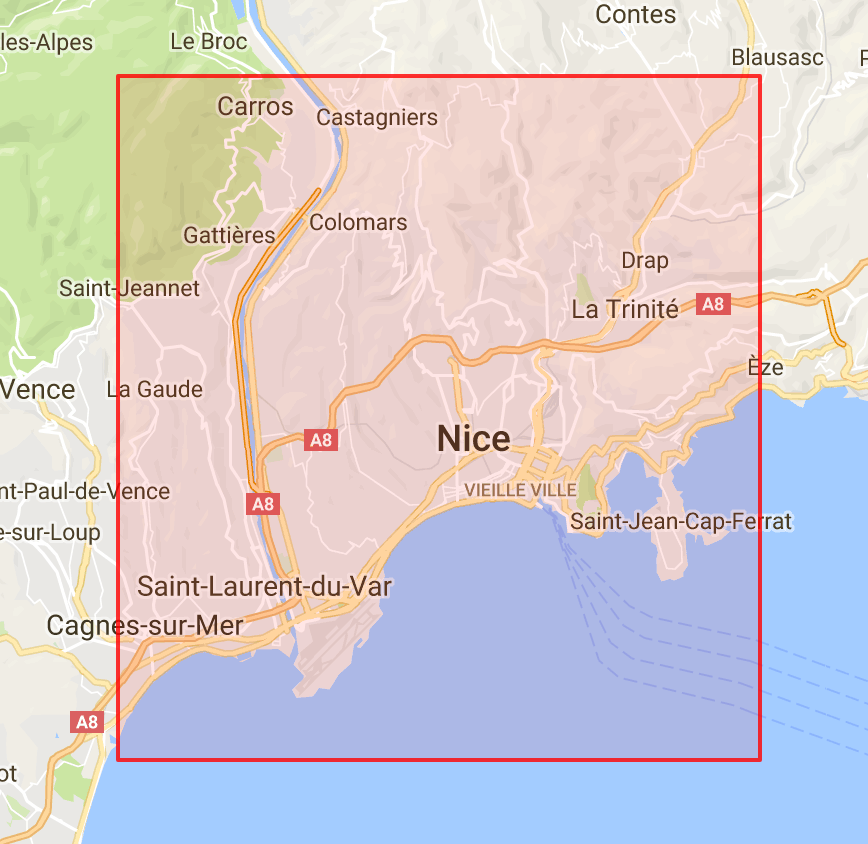 Contes
les-Alpes
Le Broc
Blausasc
Carros
Castagniers
Colomars
Gattières
Drap
Saint-Jeannet
La Trinité
A8
Èze
Vence
La Gaude
Nice
A8
nt-Paul-de-Vence
VIEILLE VILLE
A8
Saint-Jean-Cap-Ferrat
e-sur-Loup
Saint-Laurent-du-Var
Cagnes-sur-Mer
A8
ot